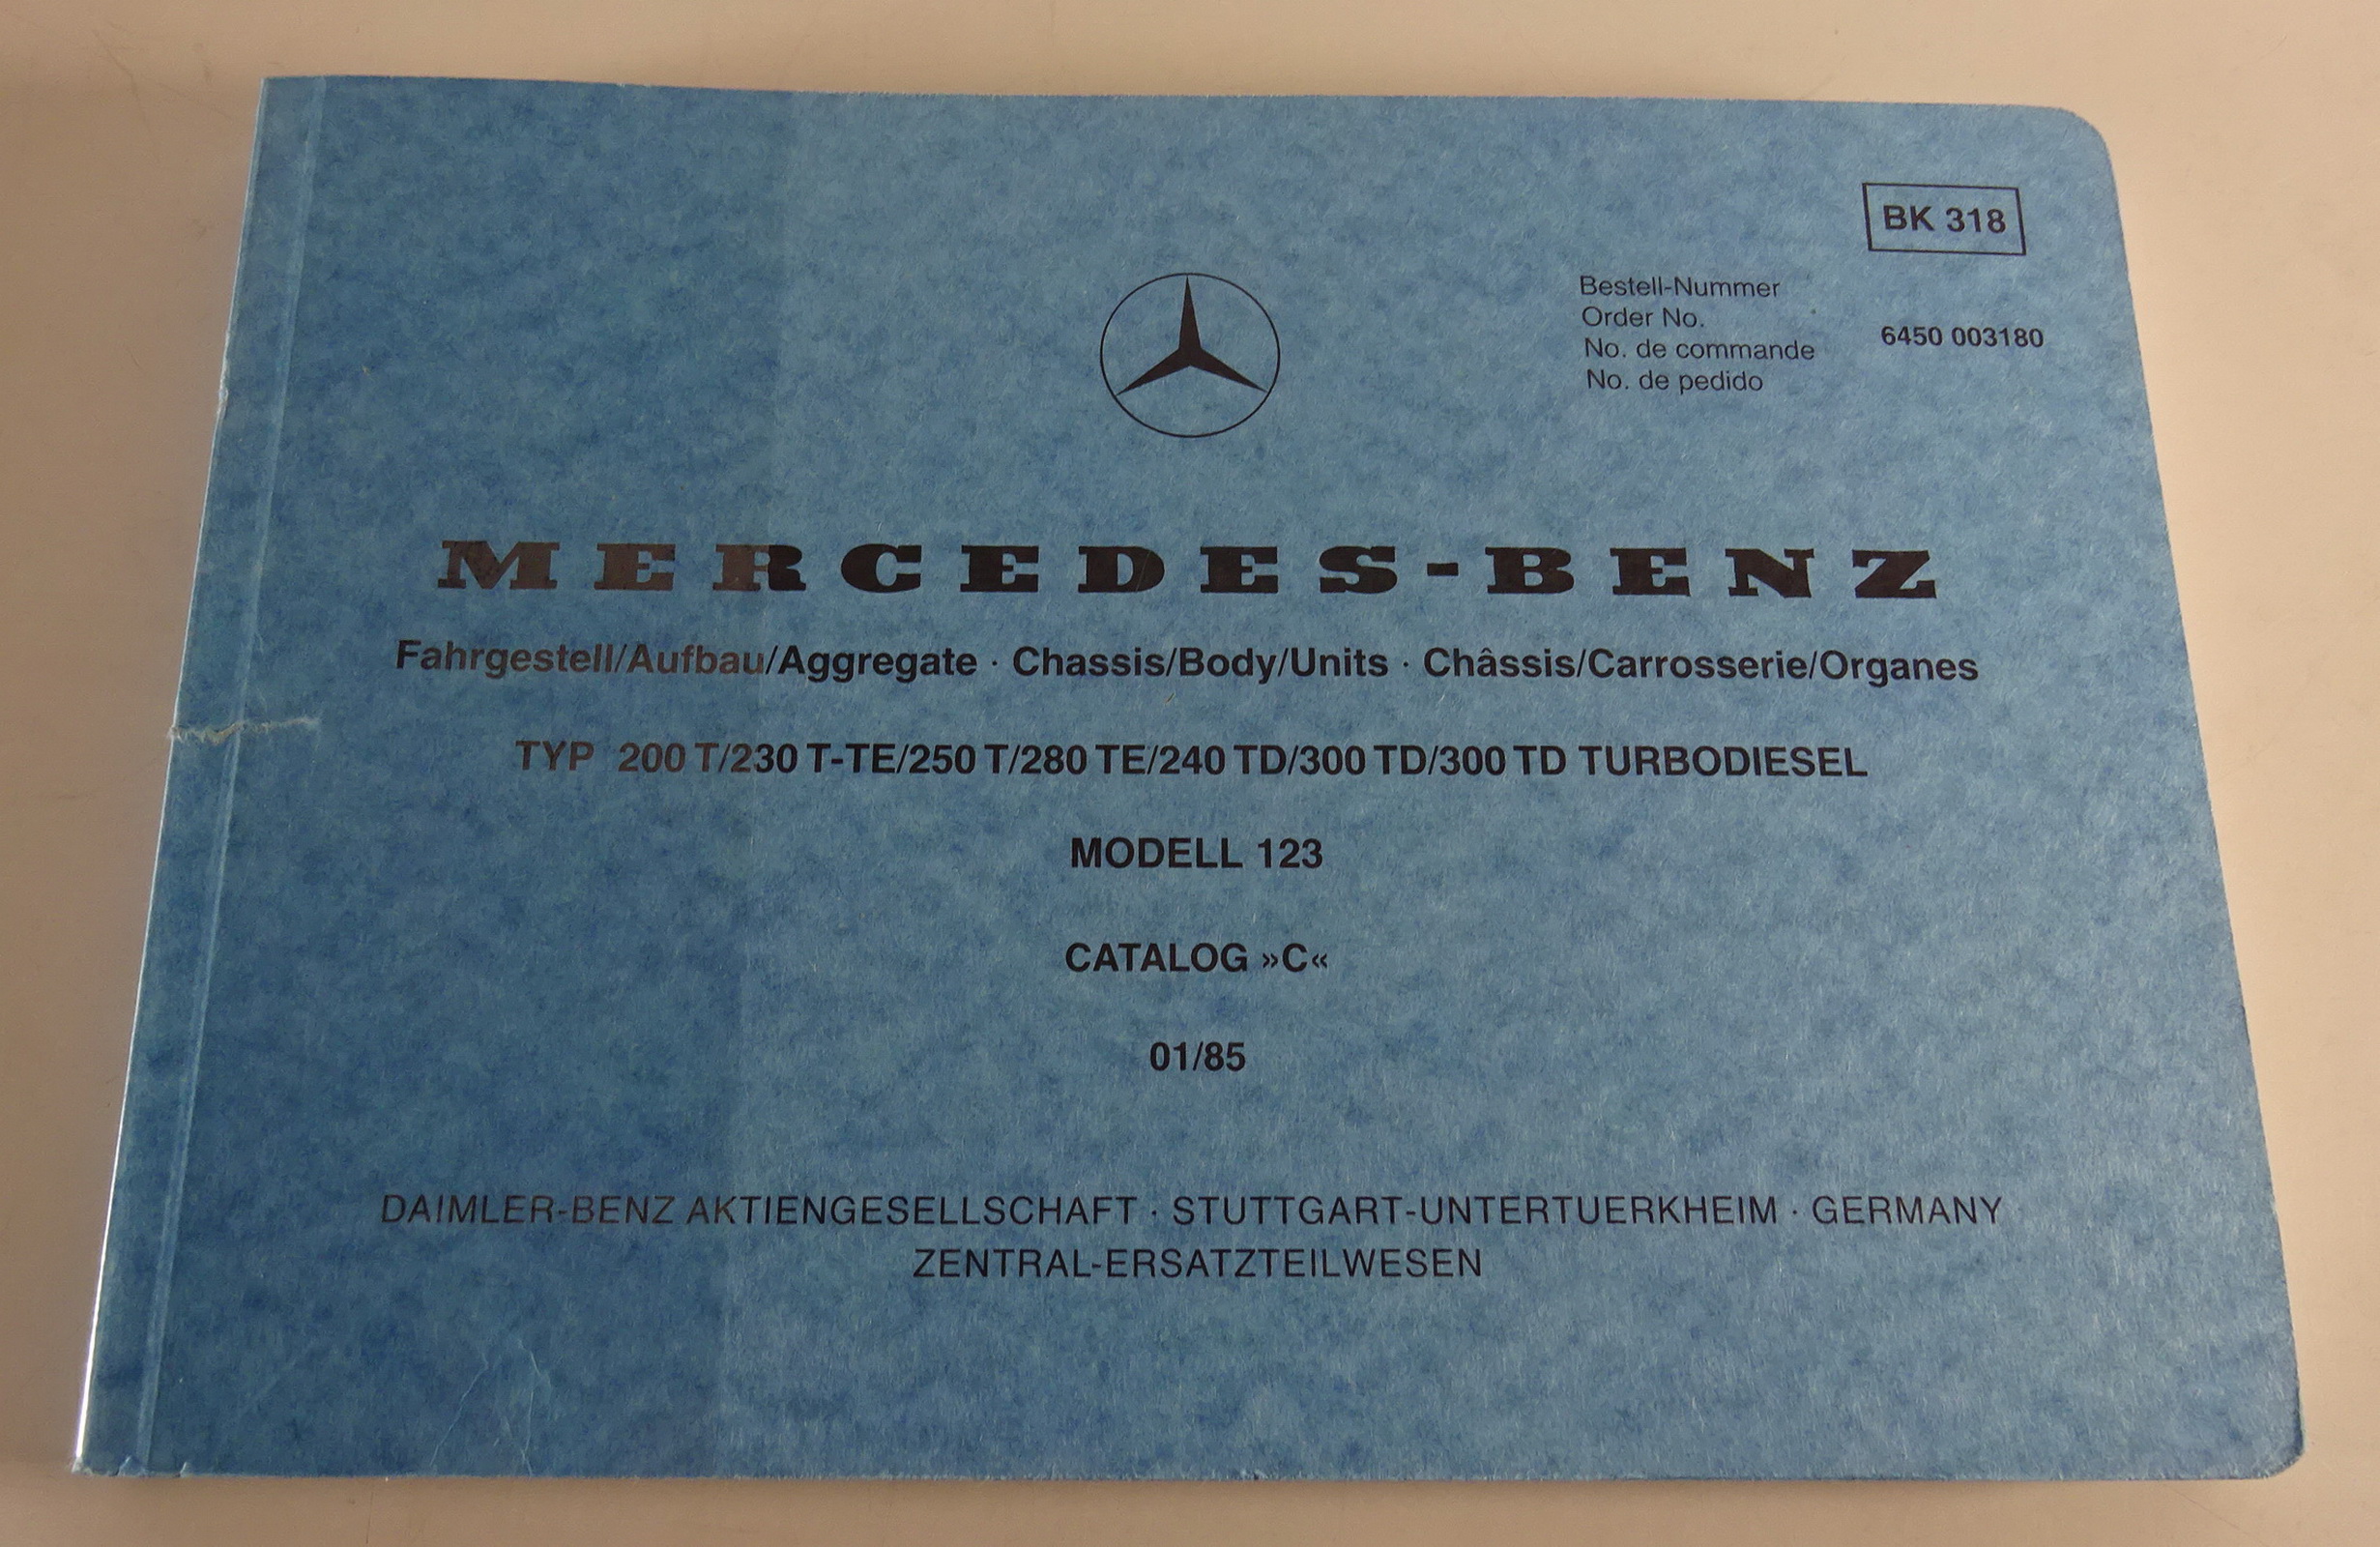 BK 318
Bestell-Nummer
Order No.
No. de commande
No. de pedido
6450 003180
MERCEDES-BENZ
Fahrgestell/Aufbau/Aggregate · Chassis/Body/Units · Châssis/Carrosserie/Organes
TYP 200 T/230 T-TE/250 T/280 TE/240 TD/300 TD/300 TD TURBODIESEL
MODELL 123
CATALOG »C«
01/85
DAIMLER-BENZ AKTIENGESELLSCHAFT · STUTTGART-UNTERTUERKHEIM · GERMANY
ZENTRAL-ERSATZTEILWESEN